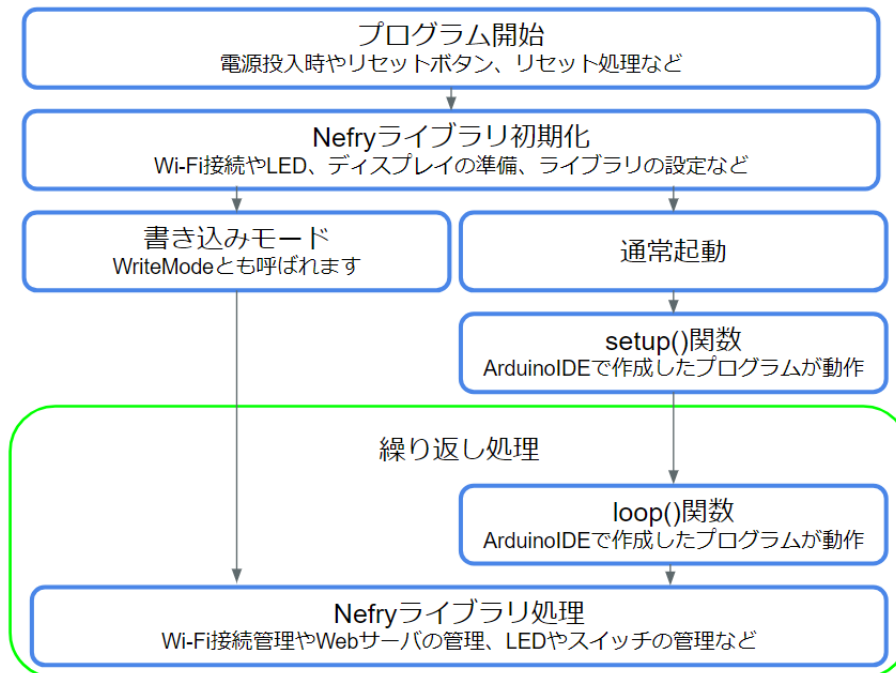 プログラム開始
電源投入時やリセットボタン、リセット処理など
Nefryライブラリ初期化
Wi-Fi接続やLED、ディスプレイの準備、ライブラリの設定など
書き込みモード
WriteModeとも呼ばれます
通常起動
setup()関数
ArduinoIDEで作成したプログラムが動作
繰り返し処理
loop()関数
ArduinoIDEで作成したプログラムが動作
Nefryライブラリ処理
Wi-Fi接続管理やWebサーバの管理、LEDやスイッチの管理など